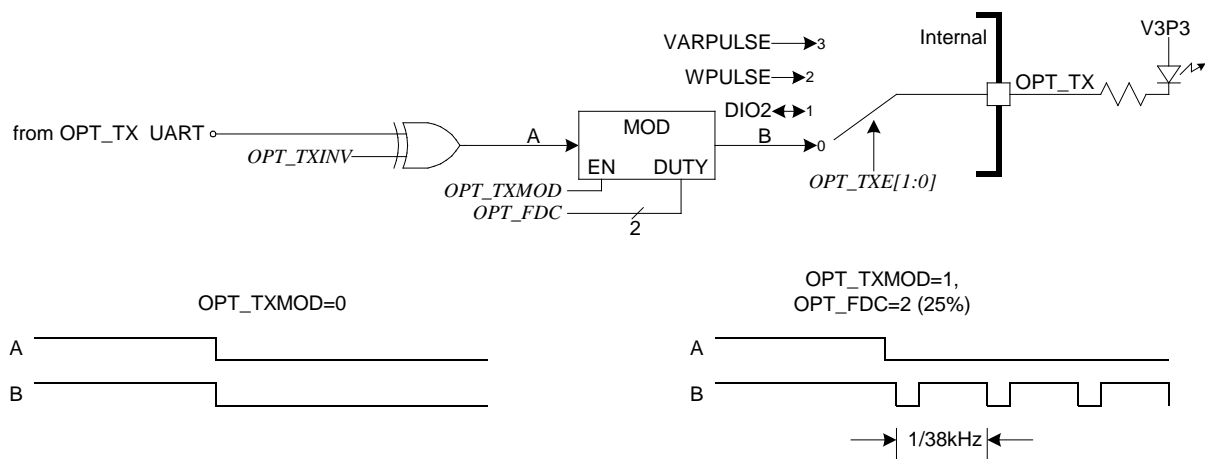 VARPULSE 3
WPULSE 2
DIO2 1
Internal
V3P3
OPT_TX
from OPT_TX UART
OPT_TXINV
A
MOD
EN DUTY
B 0
OPT_TXMOD
OPT_FDC
2
OPT_TXE[1:0]
OPT_TXMOD=0
A
B
OPT_TXMOD=1,
OPT_FDC=2 (25%)
A
B
1/38kHz